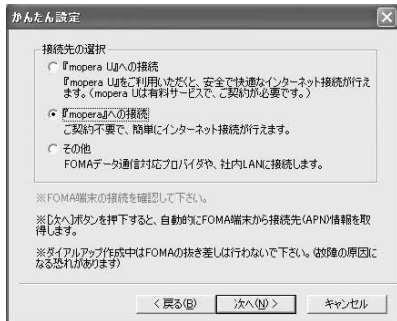 かんたん設定
接続先の選択
『mopera U』への接続
『mopera U』をご利用いただくと、安全で快適なインターネット接続が行え
ます。（mopera Uは有料サービスで、ご契約が必要です。）
『mopera』への接続
ご契約不要で、簡単にインターネット接続が行えます。
その他
FOMAデータ通信対応プロバイダや、社内LANに接続します。
※FOMA端末の接続を確認して下さい。
※[次へ]ボタンを押下すると、自動的にFOMA端末から接続先(APN)情報を取
得します。
※ダイアルアップ作成中はFOMAの抜き差しは行わないで下さい。（故障の原因に
なる恐れがあります）
< 戻る(B) 次へ(N) > キャンセル